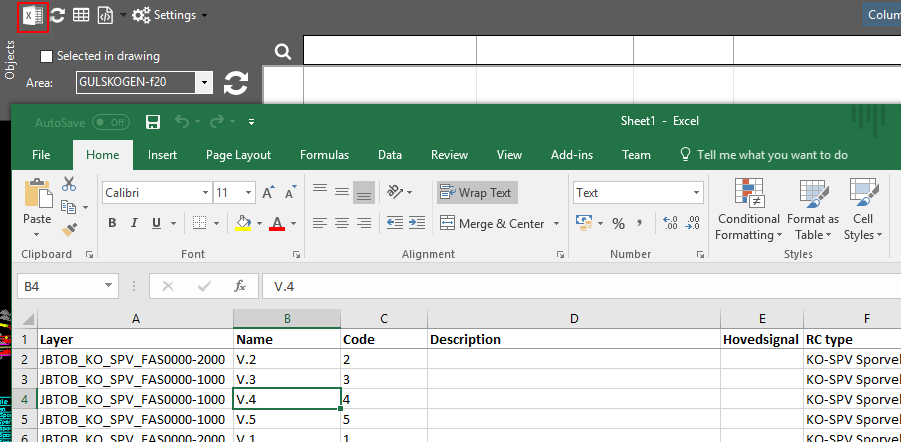 Settings
Colum
Objects
Selected in drawing
Area:
GULSKOGEN-f20
AutoSave
Off
Sheet1 - Excel
File
Home
Insert
Page Layout
Formulas
Data
Review
View
Add-ins
Team
Tell me what you want to do
Paste
Clipboard
Calibri
11
A A
B I U
A
Font
ab
Wrap Text
Merge & Center
Alignment
Text
% ,
.00
.0
Number
Conditional Formatting
Format as Table
Cell Styles
Styles
B4
fx
V.4
A B C D E F
1 Layer Name Code Description Hovedsignal RC type
2 JBTOB_KO_SPV_FAS0000-2000 V.2 2 KO-SPV Sporvel
3 JBTOB_KO_SPV_FAS0000-1000 V.3 3 KO-SPV Sporvel
4 JBTOB_KO_SPV_FAS0000-1000 V.4 4 KO-SPV Sporvel
5 JBTOB_KO_SPV_FAS0000-1000 V.5 5 KO-SPV Sporvel
6 JBTOB_KO_SPV_FAS0000-2000 V.1 1 KO-SPV Sporvel